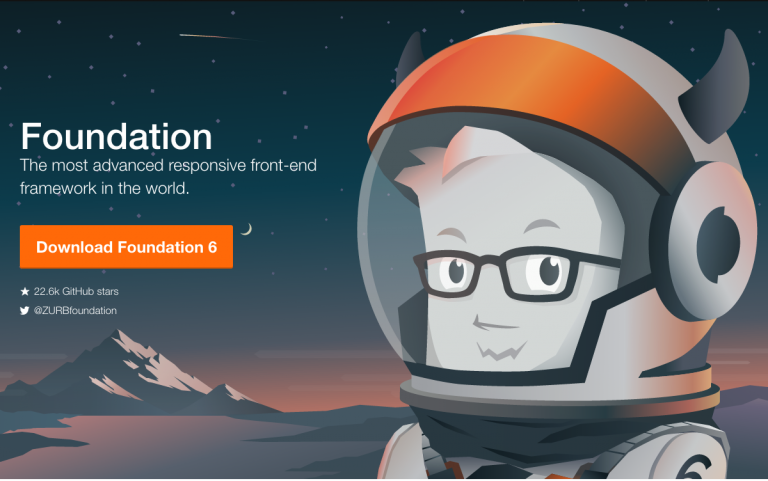 Foundation
The most advanced responsive front-end
framework in the world.
Download Foundation 6
22.6k GitHub stars
@ZURBfoundation